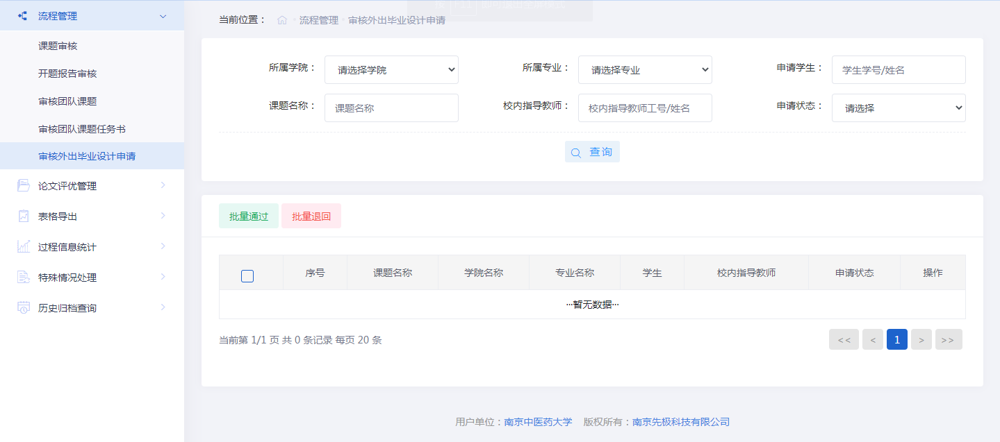 流程管理
课题审核
开题报告审核
审核团队课题
审核团队课题任务书
审核外出毕业设计申请
论文评优管理
表格导出
过程信息统计
特殊情况处理
历史归档查询
当前位置： 流程管理 审核外出毕业设计申请
所属学院： 请选择学院 所属专业： 请选择专业 申请学生： 学生学号/姓名
课题名称： 课题名称 校内指导教师： 校内指导教师工号/姓名 申请状态： 请选择
查询
批量通过 批量退回
序号 课题名称 学院名称 专业名称 学生 校内指导教师 申请状态 操作
···暂无数据···
当前第 1/1 页 共 0 条记录 每页 20 条 << < 1 > >>
用户单位：南京中医药大学 版权所有：南京先极科技有限公司